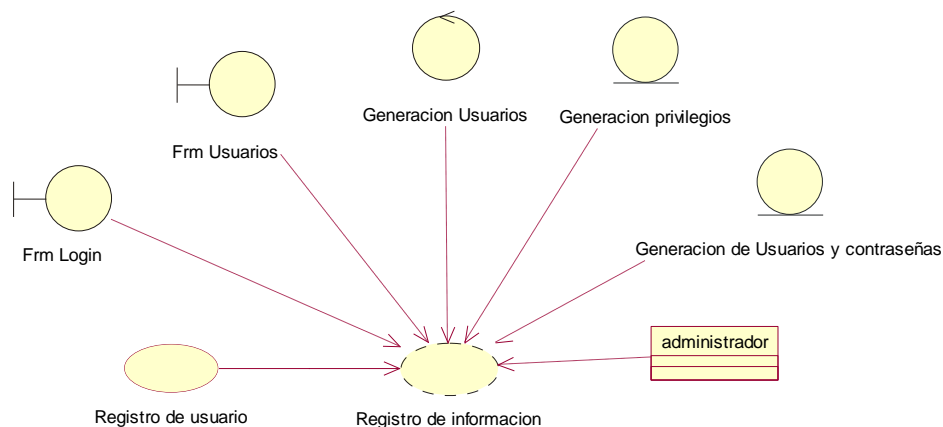 Generacion Usuarios
Generacion privilegios
Frm Usuarios
Frm Login
Generacion de Usuarios y contraseñas
administrador
Registro de usuario
Registro de informacion